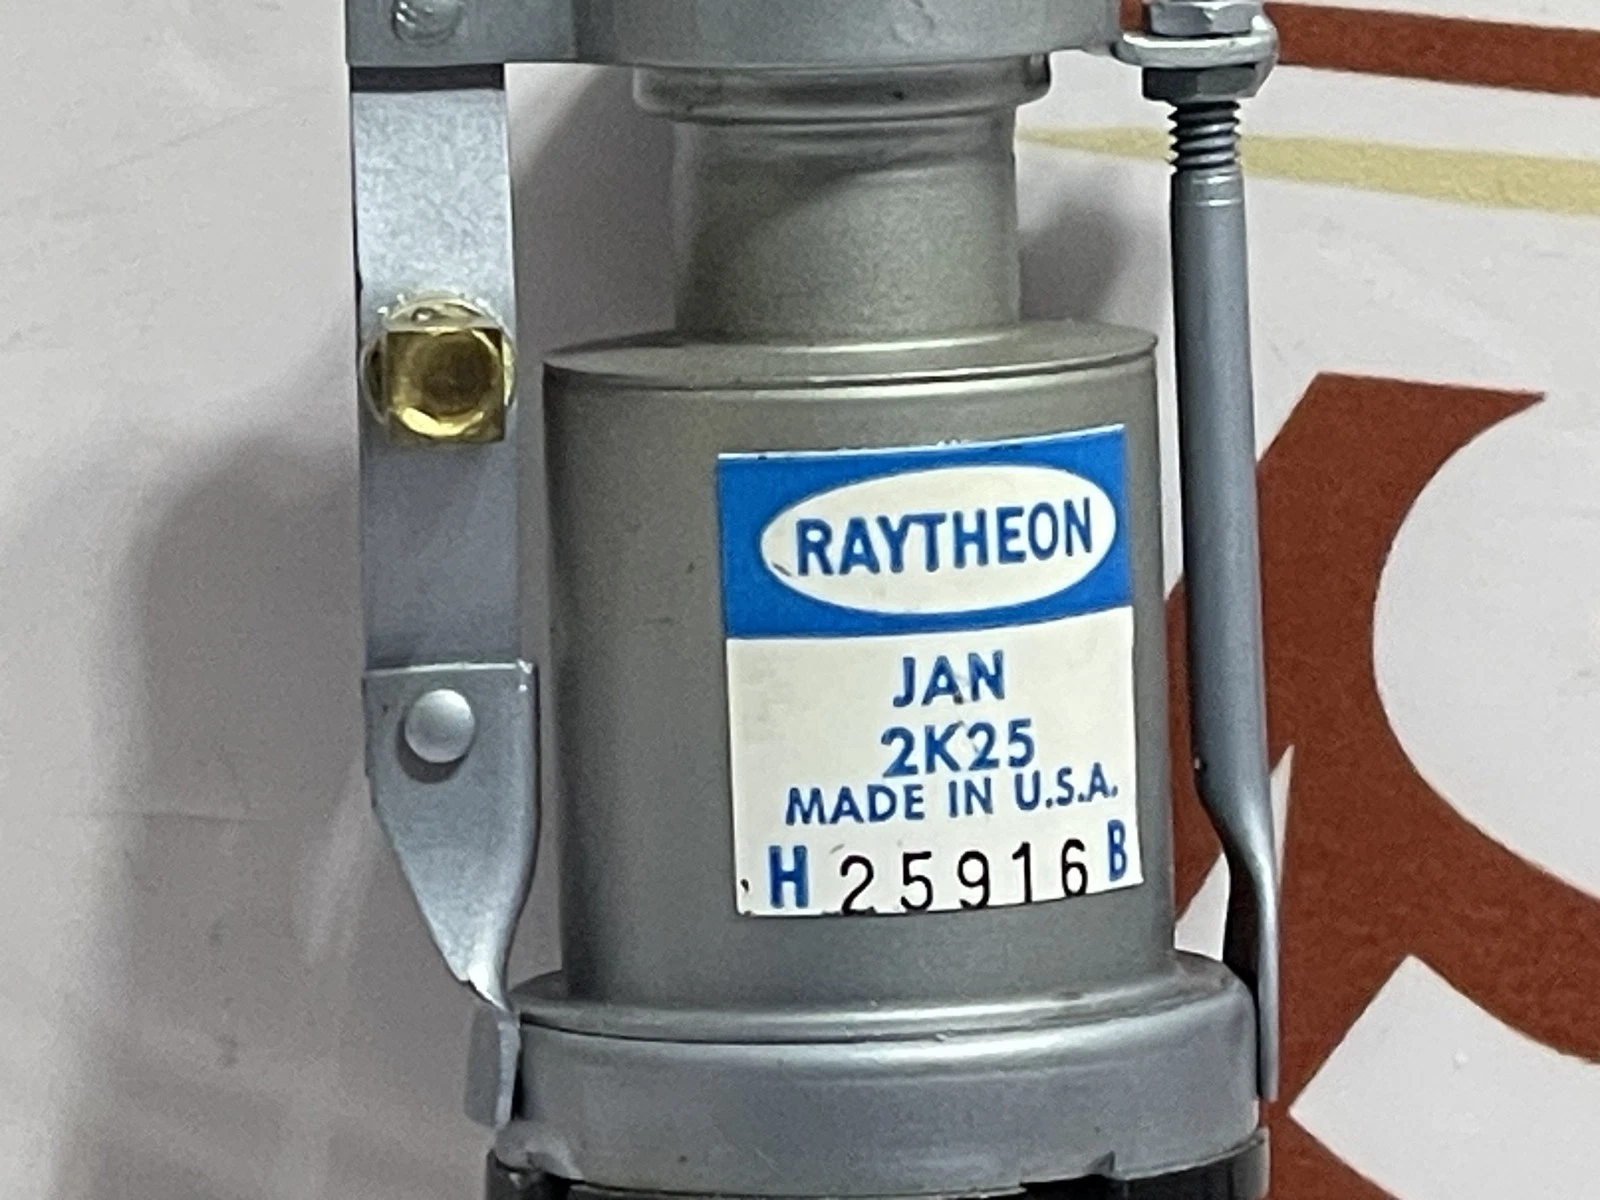 RAYTHEON
JAN
2K25
MADE IN U.S.A.
H 25916 B